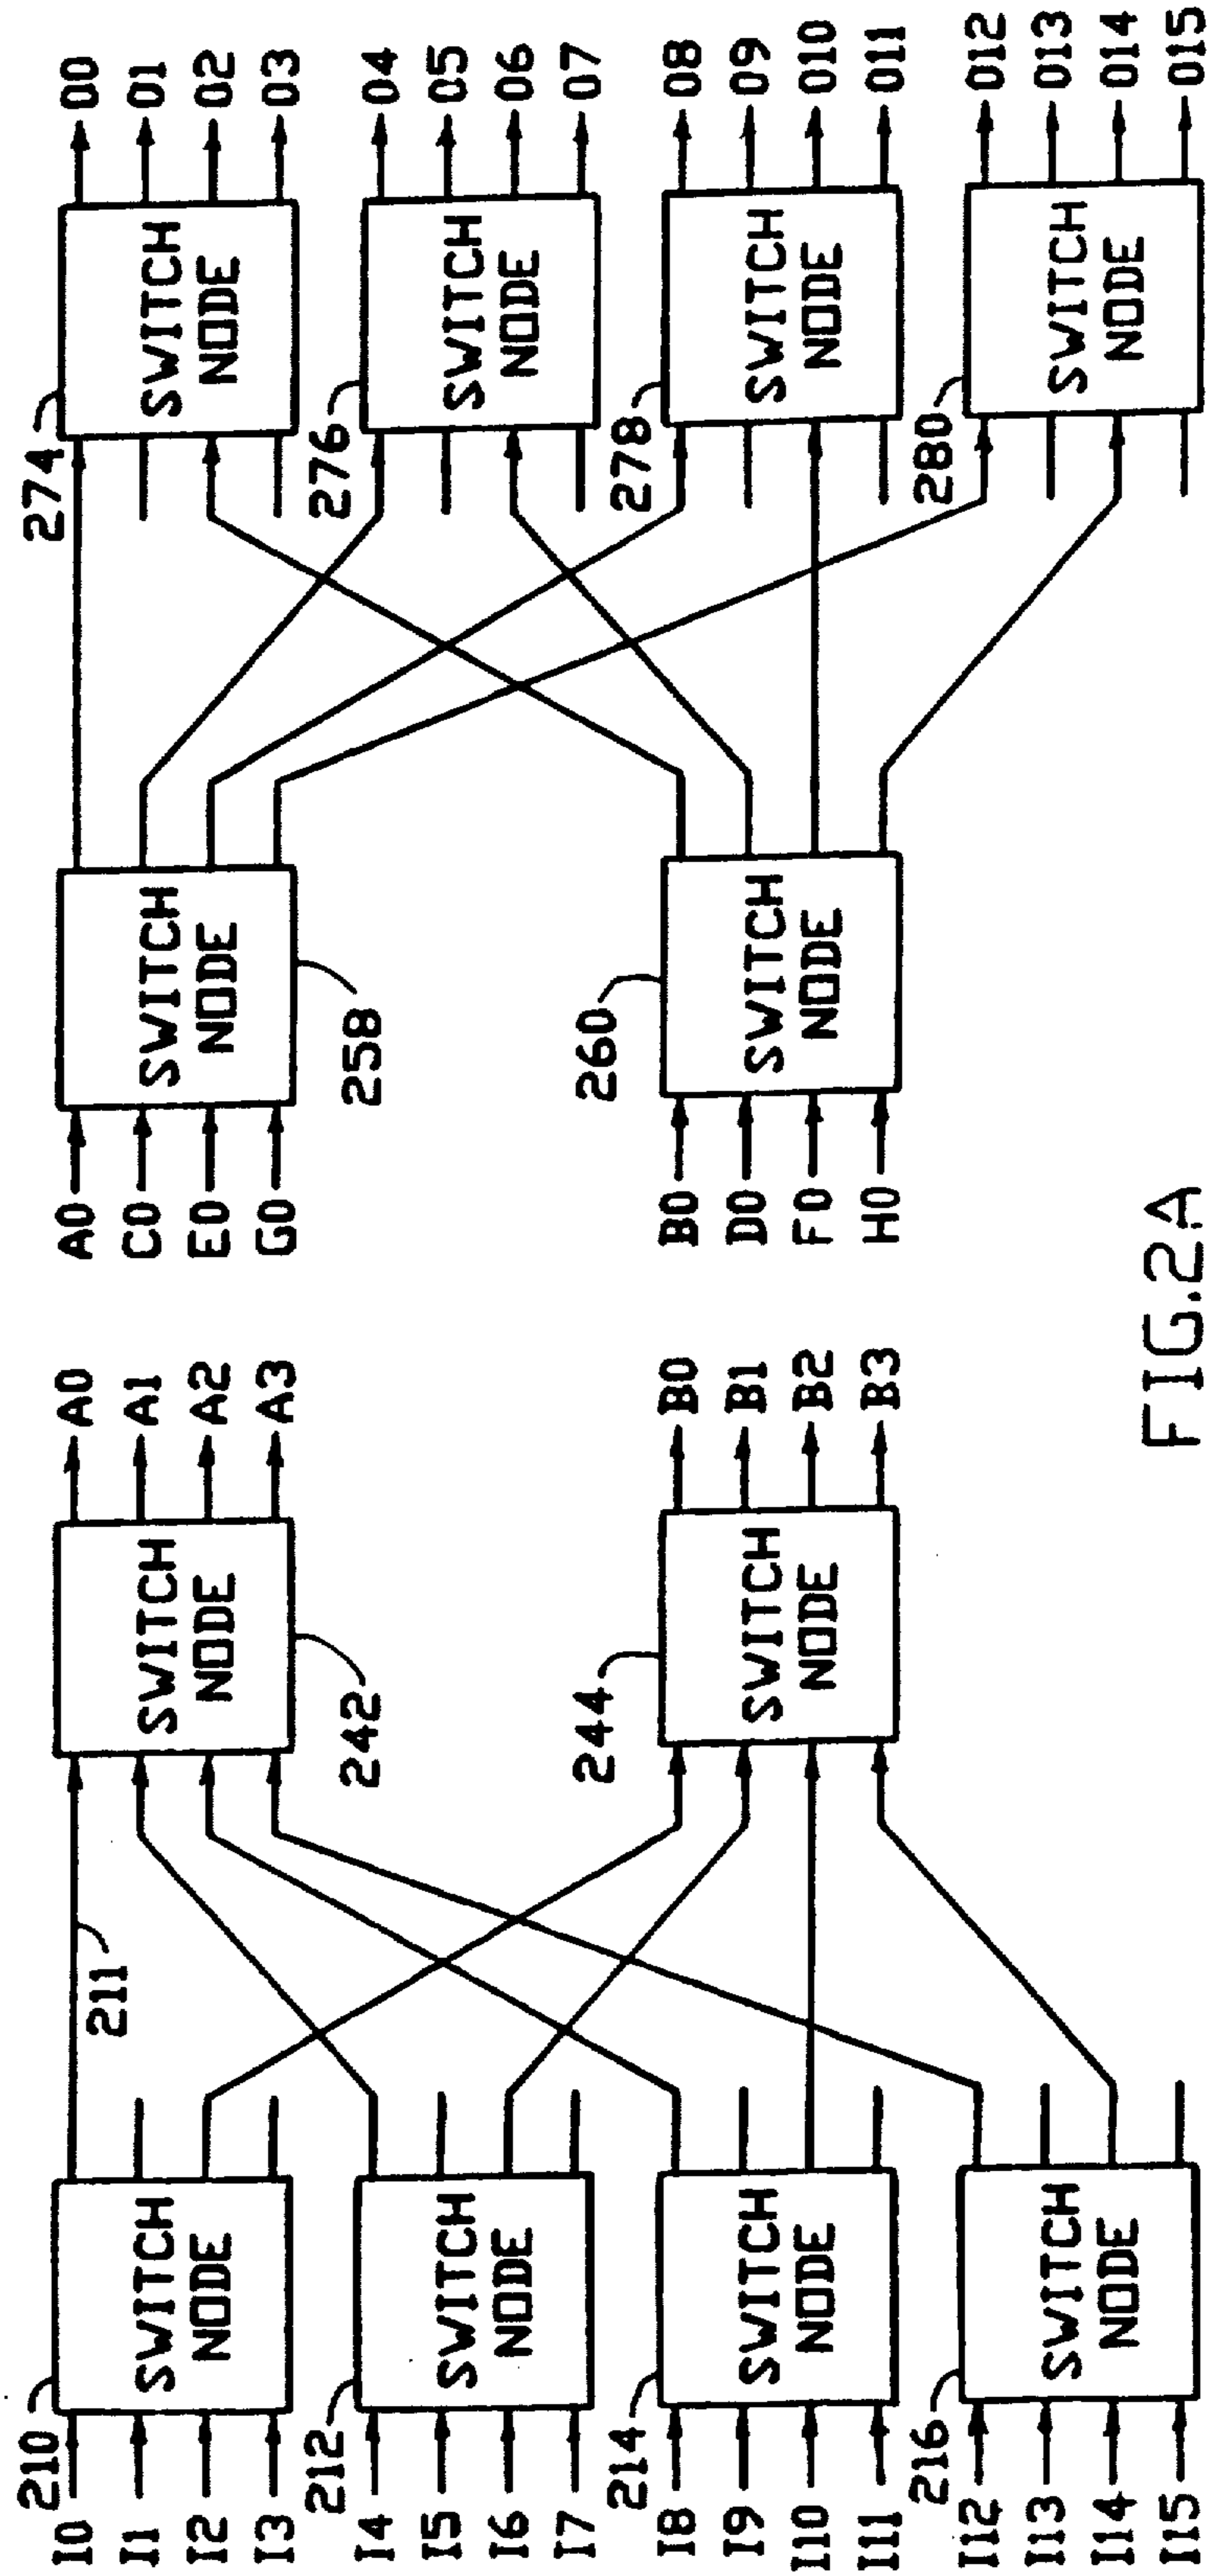 I0
I1
I2
I3
210
SWITCH
NODE
I4
I5
I6
I7
212
SWITCH
NODE
I8
I9
I10
I11
214
SWITCH
NODE
I12
I13
I14
I15
216
SWITCH
NODE
211
242
SWITCH
NODE
A0
A1
A2
A3
244
SWITCH
NODE
B0
B1
B2
B3
A0
C0
E0
G0
258
SWITCH
NODE
B0
D0
F0
H0
260
SWITCH
NODE
274
SWITCH
NODE
O0
O1
O2
O3
276
SWITCH
NODE
O4
O5
O6
O7
278
SWITCH
NODE
O8
O9
O10
O11
280
SWITCH
NODE
O12
O13
O14
O15
FIG.2A